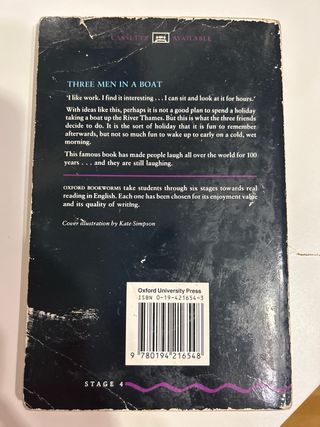 CASSETTE AVAILABLE
THREE MEN IN A BOAT
'I like work. I find it interesting . . . I can sit and look at it for hours.'
With ideas like this, perhaps it is not a good plan to spend a holiday
taking a boat up the River Thames. But this is what the three friends
decide to do. It is the sort of holiday that it is fun to remember
afterwards, but not so much fun to wake up to early on a cold, wet
morning.
This famous book has made people laugh all over the world for 100
years . . . and they are still laughing.
OXFORD BOOKWORMS take students through six stages towards real
reading in English. Each one has been chosen for its enjoyment value
and its quality of writing.
Cover illustration by Kate Simpson
Oxford University Press
ISBN 0-19-421654-3
9 780194 216548
STAGE 4